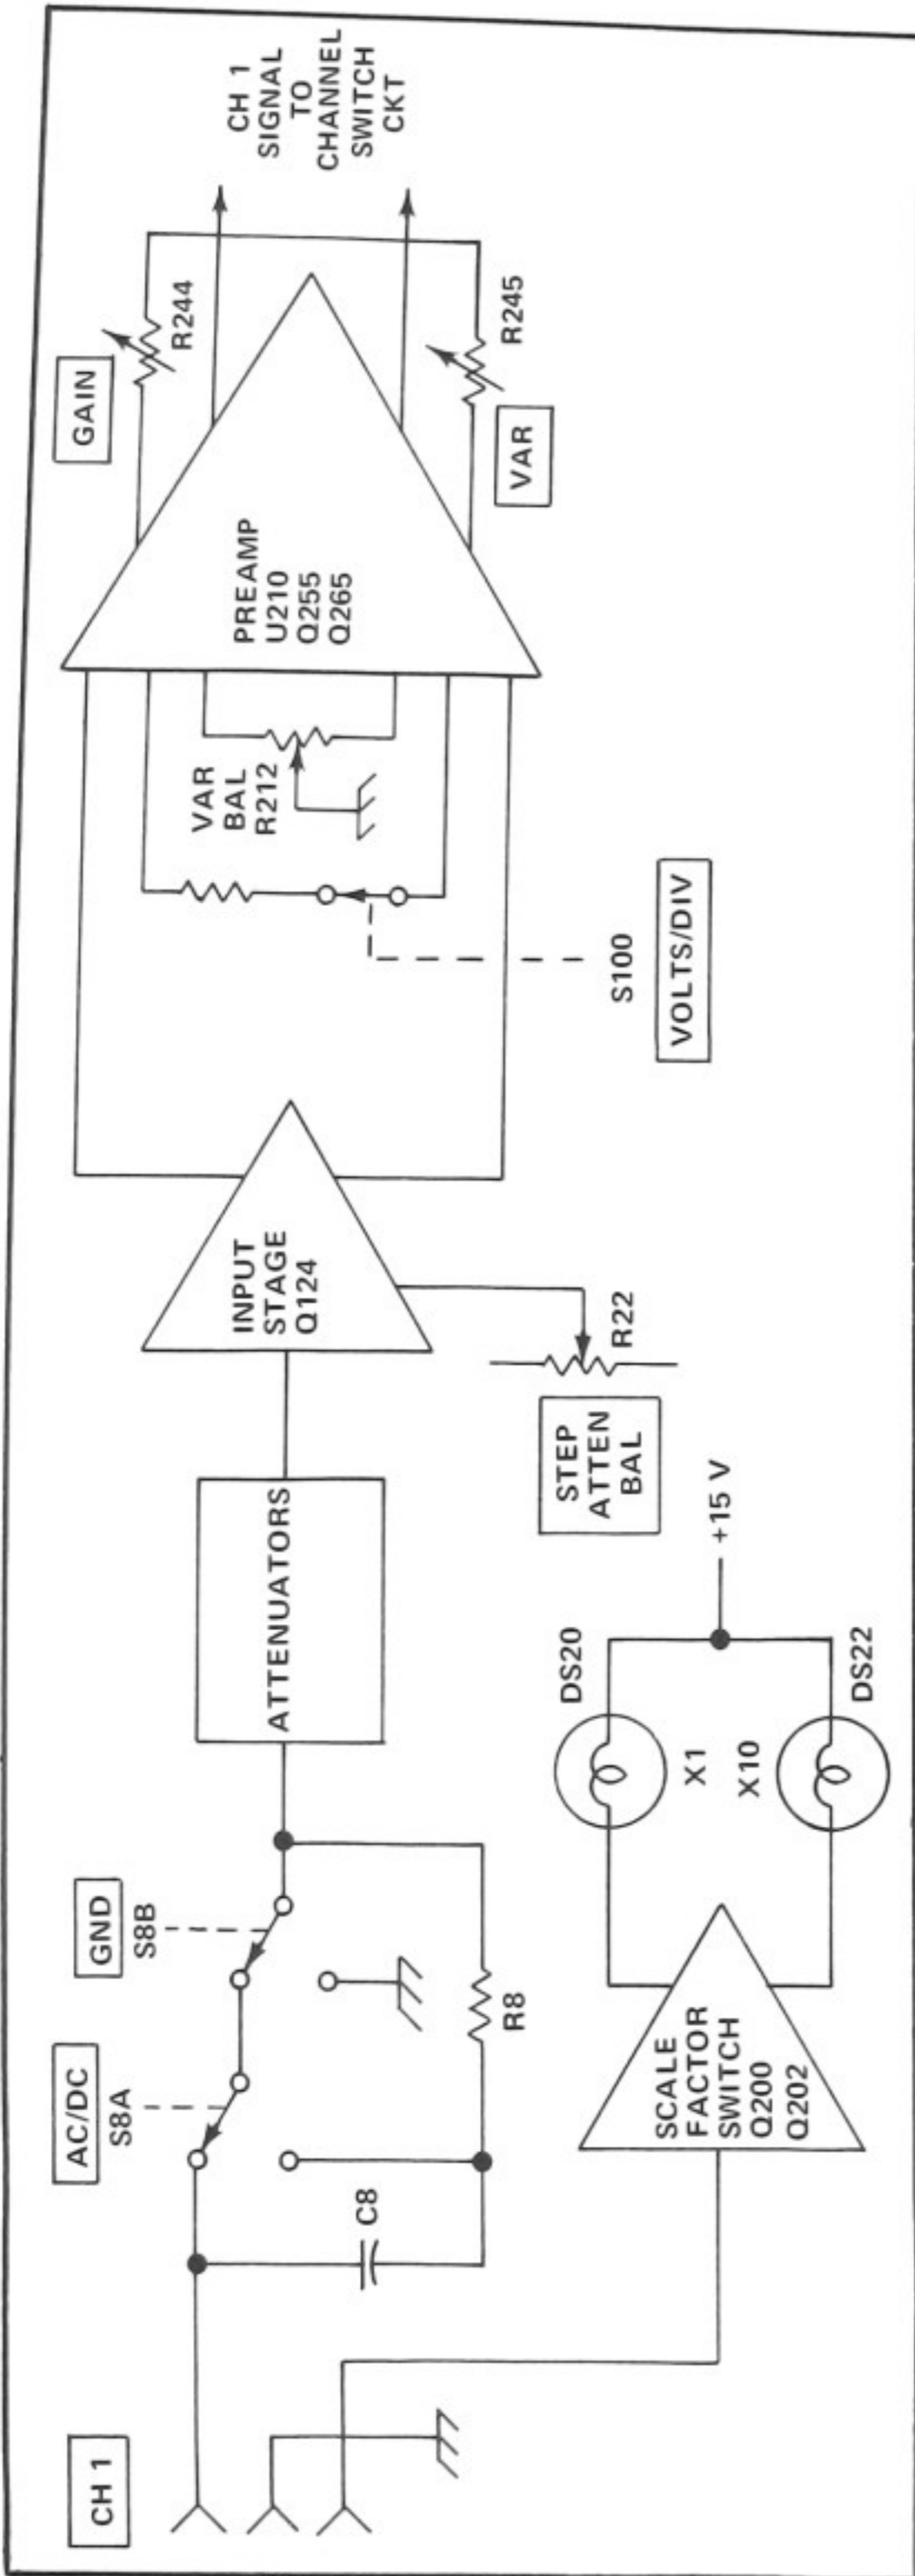 CH 1
AC/DC
S8A
GND
S8B
C8
R8
ATTENUATORS
INPUT
STAGE
Q124
STEP
ATTEN
BAL
R22
S100
VOLTS/DIV
VAR
BAL
R212
PREAMP
U210
Q255
Q265
GAIN
R244
VAR
R245
CH 1
SIGNAL
TO
CHANNEL
SWITCH
CKT
SCALE
FACTOR
SWITCH
Q200
Q202
DS20
X1
X10
DS22
+15 V